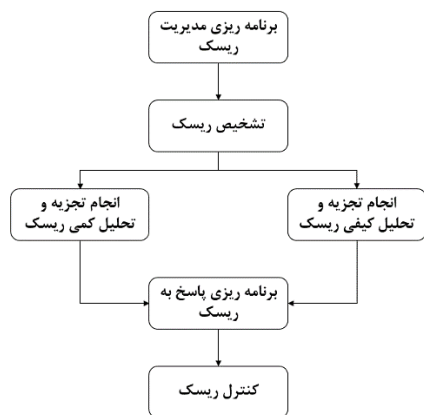 برنامه ریزی مدیریت
ریسک
تشخیص ریسک
انجام تجزیه و
تحلیل کیفی ریسک
انجام تجزیه و
تحلیل کمی ریسک
برنامه ریزی پاسخ به
ریسک
کنترل ریسک